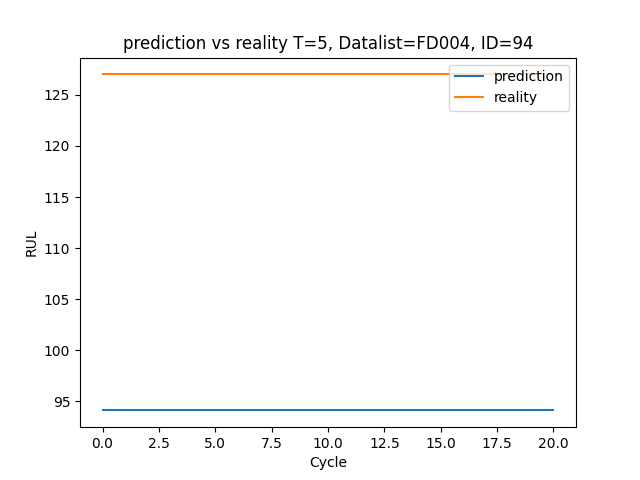 prediction vs reality T=5, Datalist=FD004, ID=94
prediction
reality
RUL
125
120
115
110
105
100
95
0.0 2.5 5.0 7.5 10.0 12.5 15.0 17.5 20.0
Cycle